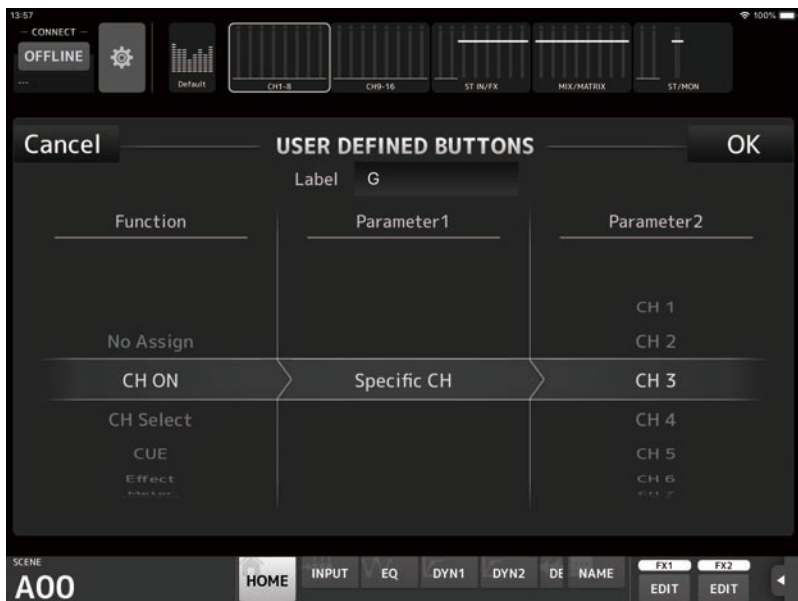 13:57
100%
CONNECT
OFFLINE
---
Default
CH1-8
CH9-16
ST IN/FX
MIX/MATRIX
ST/MON
Cancel
USER DEFINED BUTTONS
OK
Label G
Function Parameter1 Parameter2
CH 1
No Assign CH 2
CH ON Specific CH CH 3
CH Select CH 4
CUE CH 5
Effect CH 6
SCENE
A00
HOME INPUT EQ DYN1 DYN2 DE NAME
FX1 FX2
EDIT EDIT